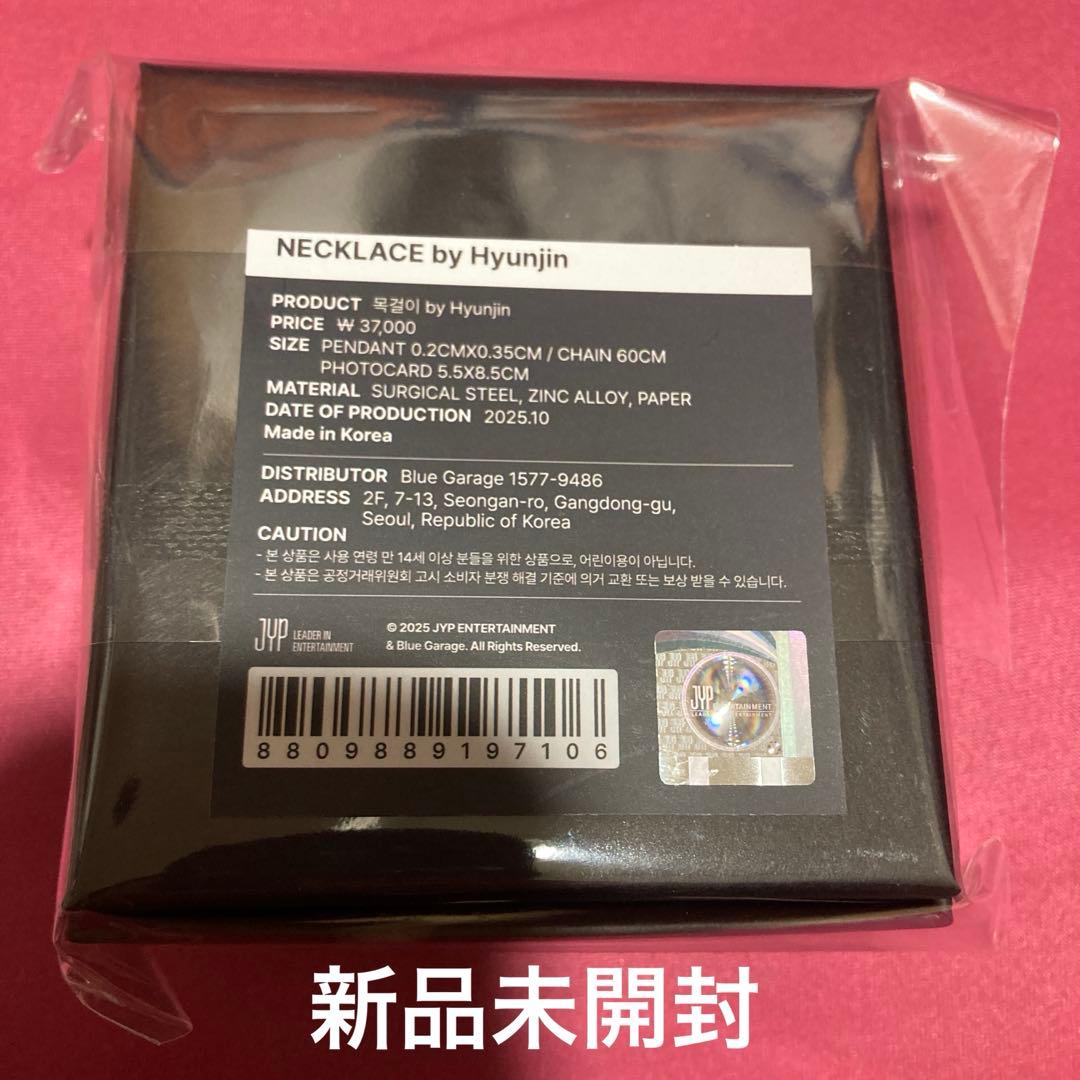 NECKLACE by Hyunjin
PRODUCT 목걸이 by Hyunjin
PRICE ₩ 37,000
SIZE PENDANT 0.2CMX0.35CM / CHAIN 60CM
PHOTOCARD 5.5X8.5CM
MATERIAL SURGICAL STEEL, ZINC ALLOY, PAPER
DATE OF PRODUCTION 2025.10
Made in Korea
DISTRIBUTOR Blue Garage 1577-9486
ADDRESS 2F, 7-13, Seongan-ro, Gangdong-gu,
Seoul, Republic of Korea
CAUTION
- 본 상품은 사용 연령 만 14세 이상 분들을 위한 상품으로, 어린이용이 아닙니다.
- 본 상품은 공정거래위원회 고시 소비자 분쟁 해결 기준에 의거 교환 또는 보상 받을 수 있습니다.
JYP LEADER IN
ENTERTAINMENT
© 2025 JYP ENTERTAINMENT
& Blue Garage. All Rights Reserved.
8809889197106
JYP
新品未開封